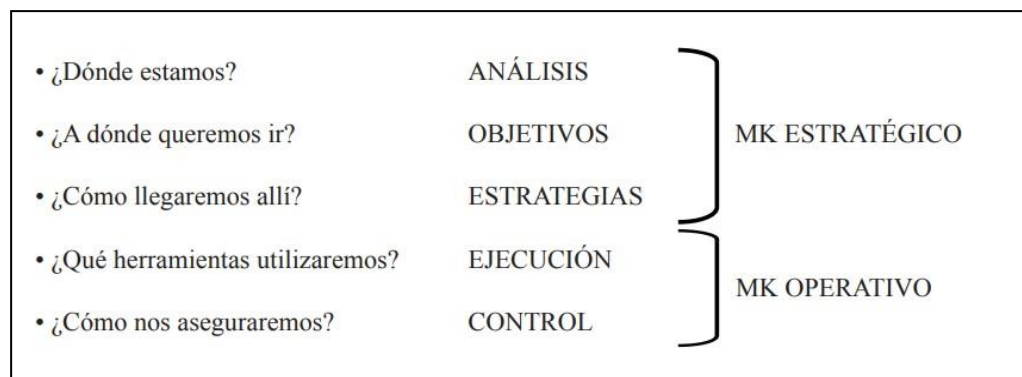 • ¿Dónde estamos? ANÁLISIS
• ¿A dónde queremos ir? OBJETIVOS MK ESTRATÉGICO
• ¿Cómo llegaremos allí? ESTRATEGIAS
• ¿Qué herramientas utilizaremos? EJECUCIÓN
MK OPERATIVO
• ¿Cómo nos aseguraremos? CONTROL